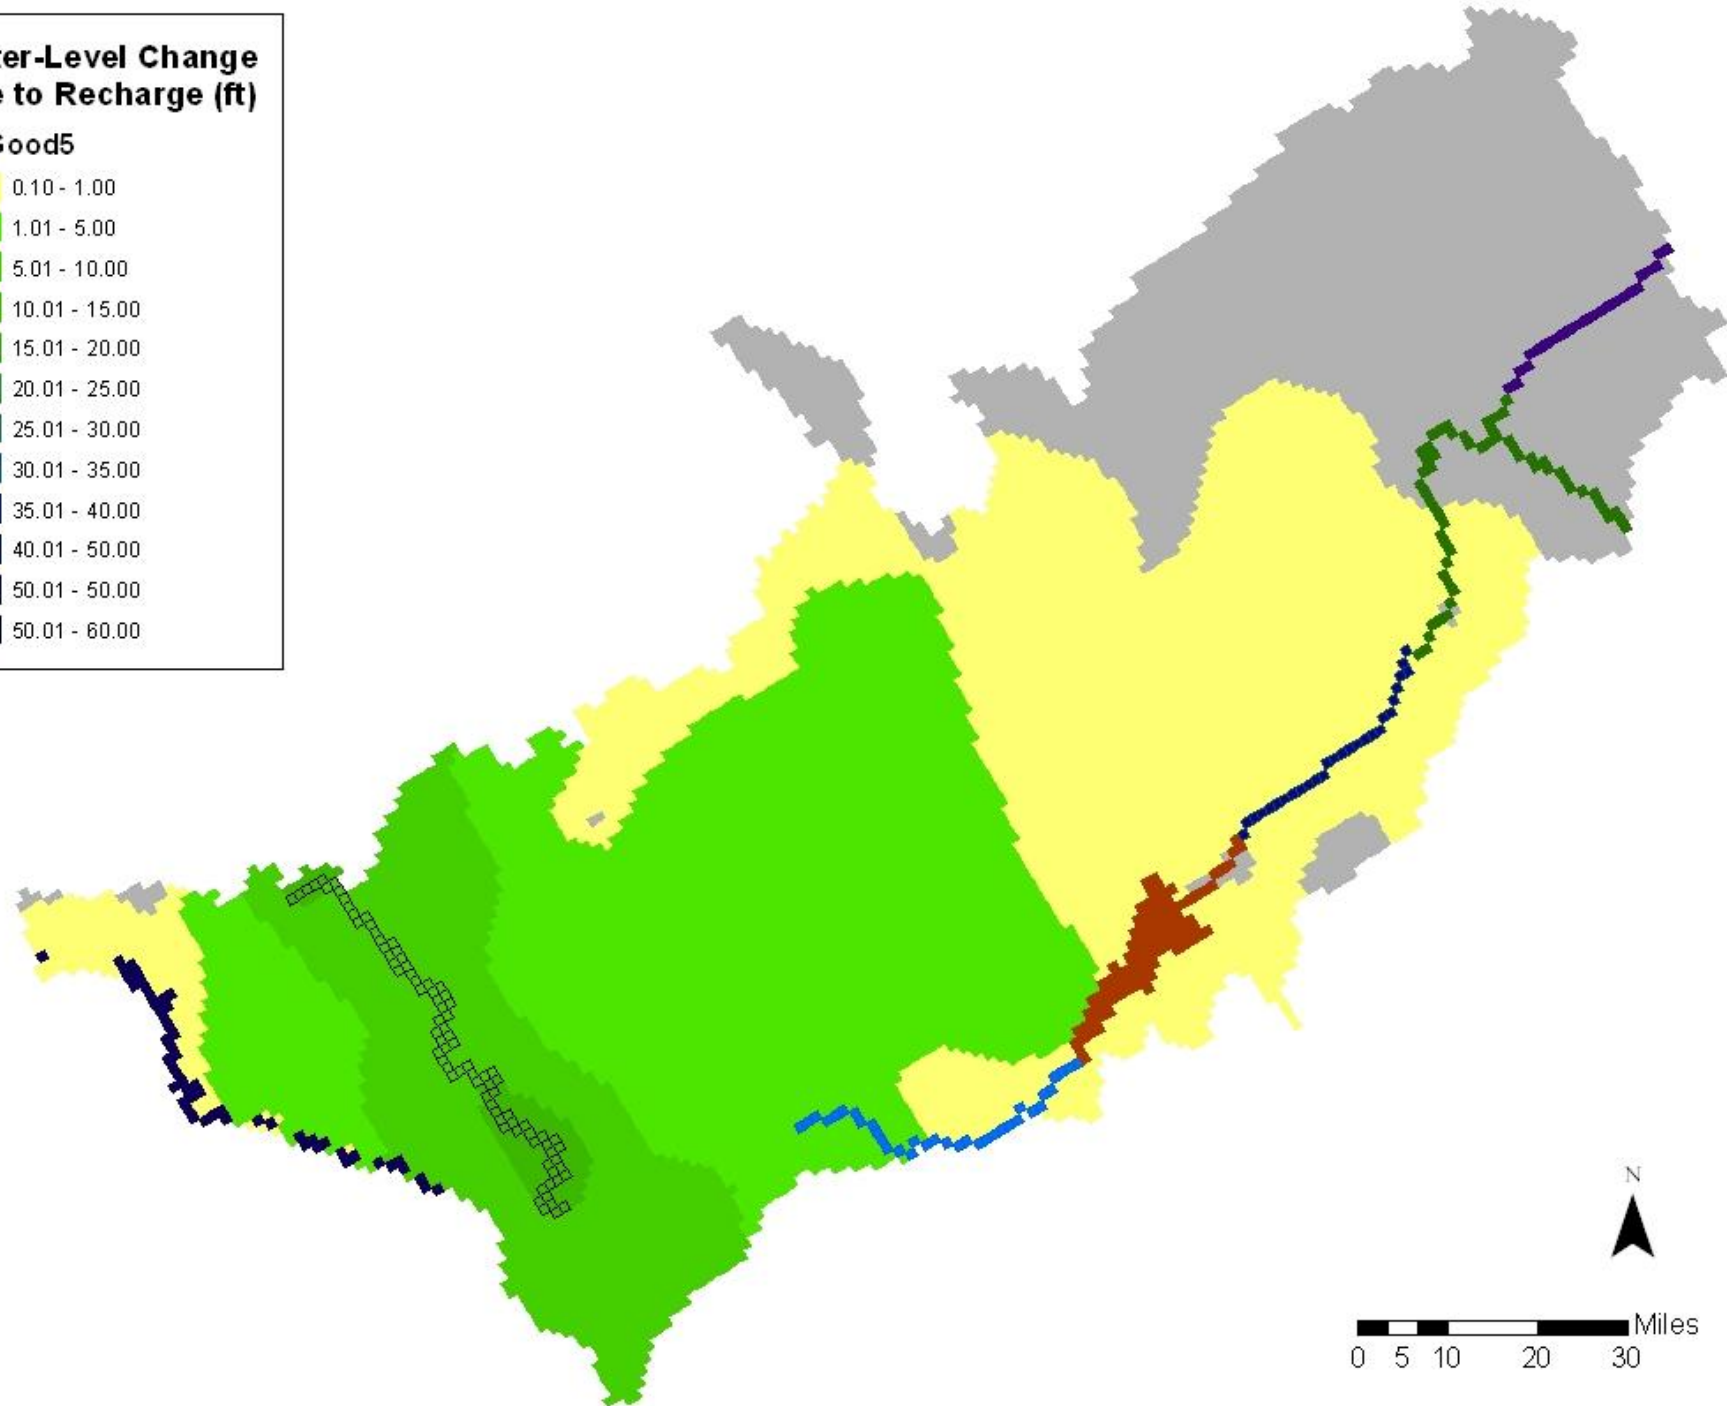 ter-Level Change
e to Recharge (ft)
Good5
0.10 - 1.00
1.01 - 5.00
5.01 - 10.00
10.01 - 15.00
15.01 - 20.00
20.01 - 25.00
25.01 - 30.00
30.01 - 35.00
35.01 - 40.00
40.01 - 50.00
50.01 - 50.00
50.01 - 60.00
N
Miles
0 5 10 20 30